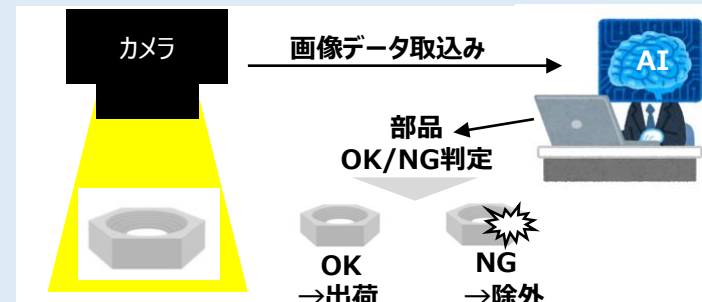 カメラ
画像データ取込み
AI
部品
OK/NG判定
OK
→出荷
NG
→除外